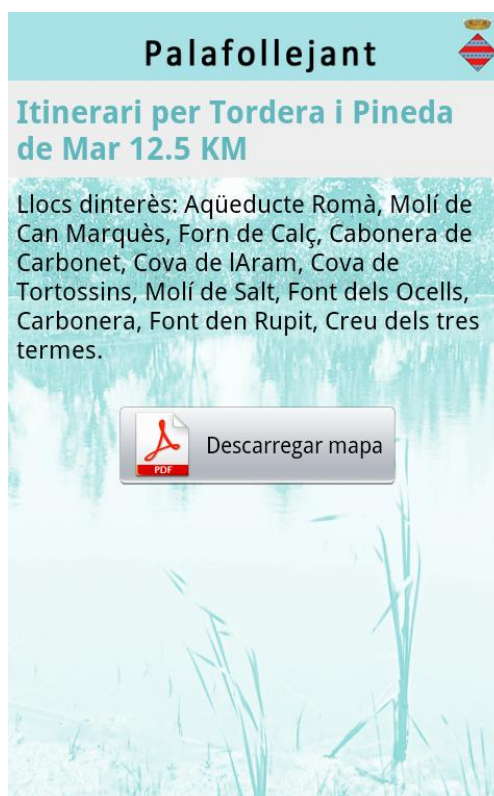 Palafollejant
Itinerari per Tordera i Pineda
de Mar 12.5 KM
Llocs dinterès: Aqüeducte Romà, Molí de
Can Marquès, Forn de Calç, Cabonera de
Carbonet, Cova de lAram, Cova de
Tortossins, Molí de Salt, Font dels Ocells,
Carbonera, Font den Rupit, Creu dels tres
termes.
PDF
Descarregar mapa